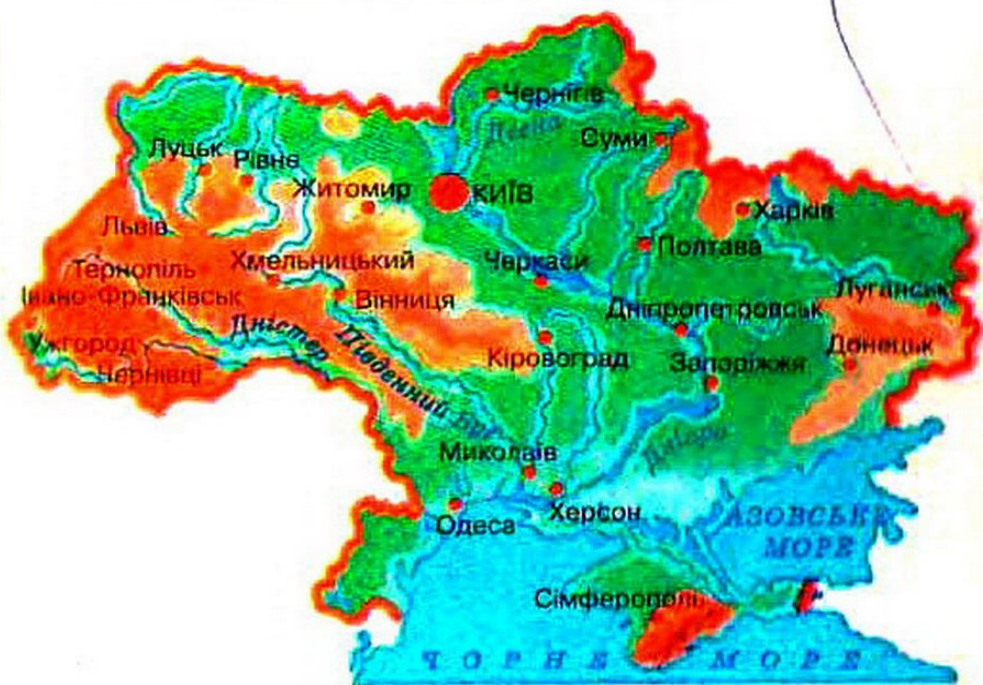 Чернігів
Десна
Суми
Луцьк
Рівне
Житомир
КИЇВ
Харків
Львів
Полтава
Тернопіль
Хмельницький
Черкаси
Івано-Франківськ
Вінниця
Луганськ
Дніпропетровськ
Ужгород
Дністер
Південний Буг
Кіровоград
Запоріжжя
Донецьк
Чернівці
Миколаїв
Дніпро
Одеса
Херсон
АЗОВСЬКЕ
МОРЕ
Сімферополь
ЧОРНЕ МОРЕ